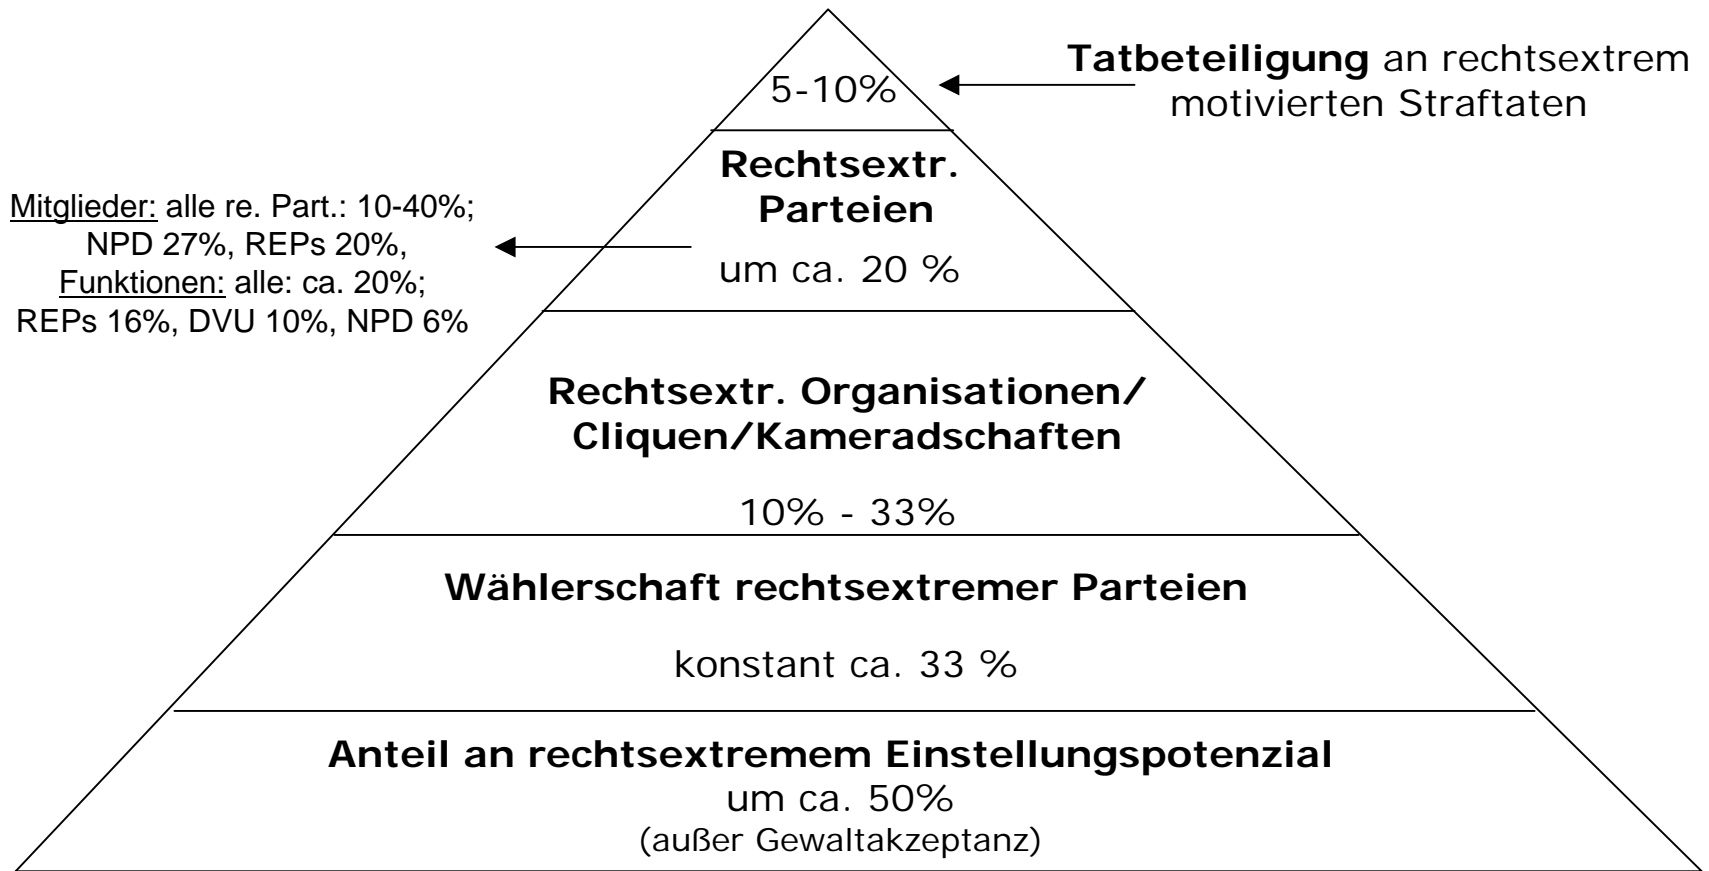 5-10%
Tatbeteiligung an rechtsextrem
motivierten Straftaten
Rechtsextr.
Parteien
um ca. 20 %
Mitglieder: alle re. Part.: 10-40%;
NPD 27%, REPs 20%,
Funktionen: alle: ca. 20%;
REPs 16%, DVU 10%, NPD 6%
Rechtsextr. Organisationen/
Cliquen/Kameradschaften
10% - 33%
Wählerschaft rechtsextremer Parteien
konstant ca. 33 %
Anteil an rechtsextremem Einstellungspotenzial
um ca. 50%
(außer Gewaltakzeptanz)